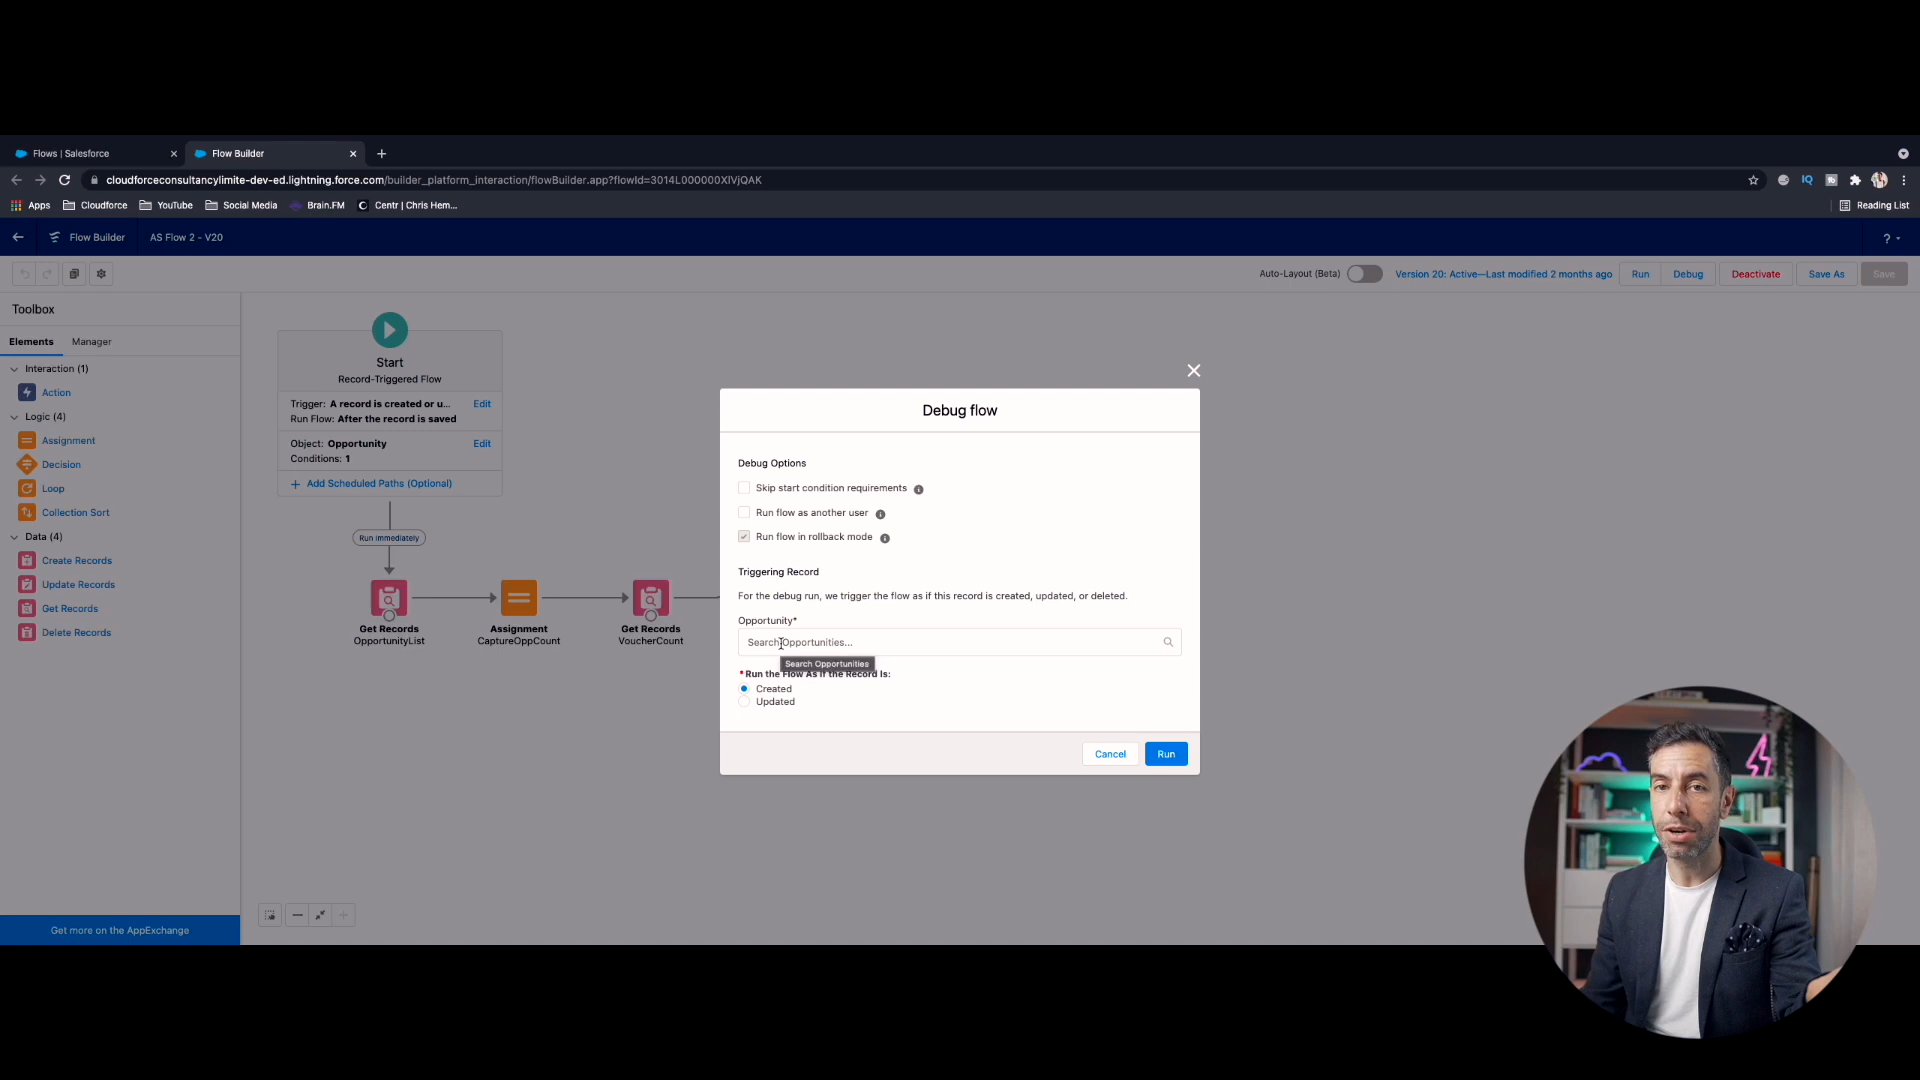 Flows | Salesforce
Flow Builder
cloudforceconsultancylimite-dev-ed.lightning.force.com/builder_platform_interaction/flowBuilder.app?flowId=3014L000000XIVjQAK
Apps
Cloudforce
YouTube
Social Media
Brain.FM
Centr | Chris Hem...
Reading List
Flow Builder
AS Flow 2 - V20
?
Auto-Layout (Beta)
Version 20: Active—Last modified 2 months ago
Run
Debug
Deactivate
Save As
Save
Toolbox
Elements
Manager
Interaction (1)
Action
Logic (4)
Assignment
Decision
Loop
Collection Sort
Data (4)
Create Records
Update Records
Get Records
Delete Records
Get more on the AppExchange
Start
Record-Triggered Flow
Trigger: A record is created or u...
Edit
Run Flow: After the record is saved
Object: Opportunity
Edit
Conditions: 1
Add Scheduled Paths (Optional)
Run immediately
Get Records
OpportunityList
Assignment
CaptureOppCount
Get Records
VoucherCount
Debug flow
Debug Options
Skip start condition requirements
Run flow as another user
Run flow in rollback mode
Triggering Record
For the debug run, we trigger the flow as if this record is created, updated, or deleted.
Opportunity*
Search Opportunities...
Search Opportunities
*Run the Flow As if the Record Is:
Created
Updated
Cancel
Run